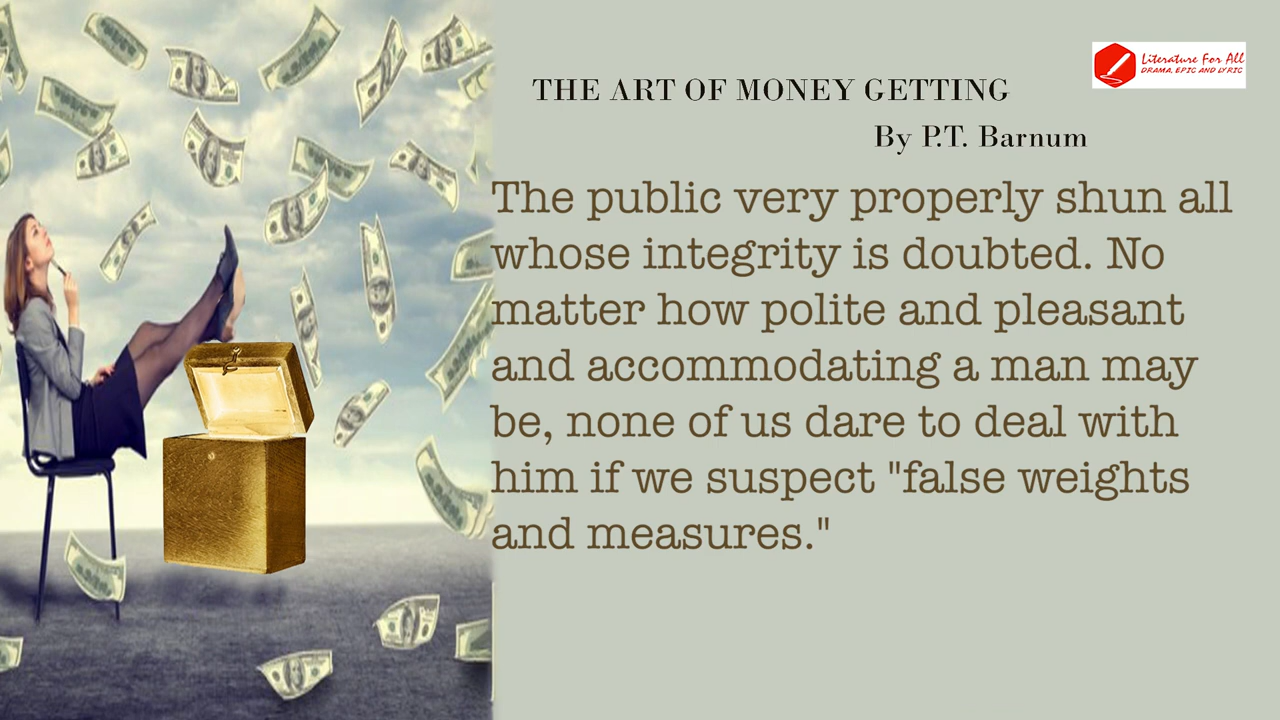 Literature For All
DRAMA, EPIC AND LYRIC
THE ART OF MONEY GETTING
By P.T. Barnum
The public very properly shun all
whose integrity is doubted. No
matter how polite and pleasant
and accommodating a man may
be, none of us dare to deal with
him if we suspect "false weights
and measures."